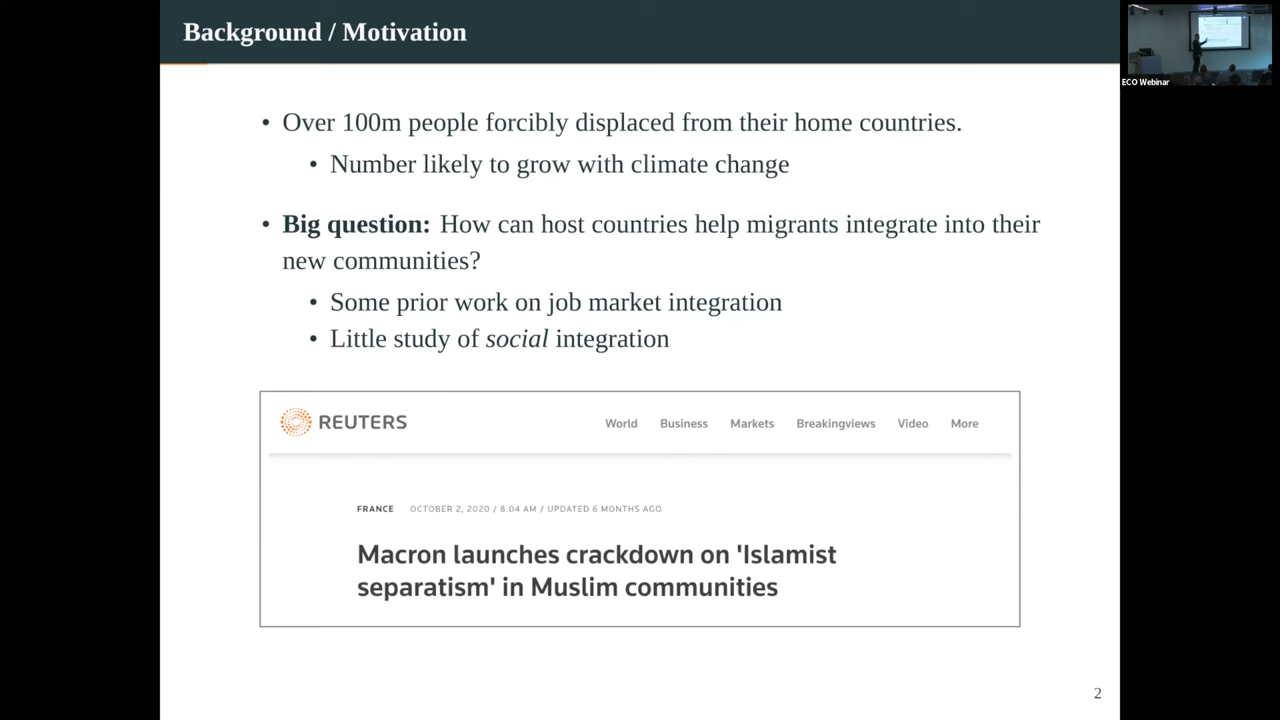 Background / Motivation
ECO Webinar
• Over 100m people forcibly displaced from their home countries.
• Number likely to grow with climate change
• Big question: How can host countries help migrants integrate into their
new communities?
• Some prior work on job market integration
• Little study of social integration
REUTERS
World Business Markets Breakingviews Video More
FRANCE OCTOBER 2, 2020 / 8:04 AM / UPDATED 6 MONTHS AGO
Macron launches crackdown on 'Islamist
separatism' in Muslim communities
2